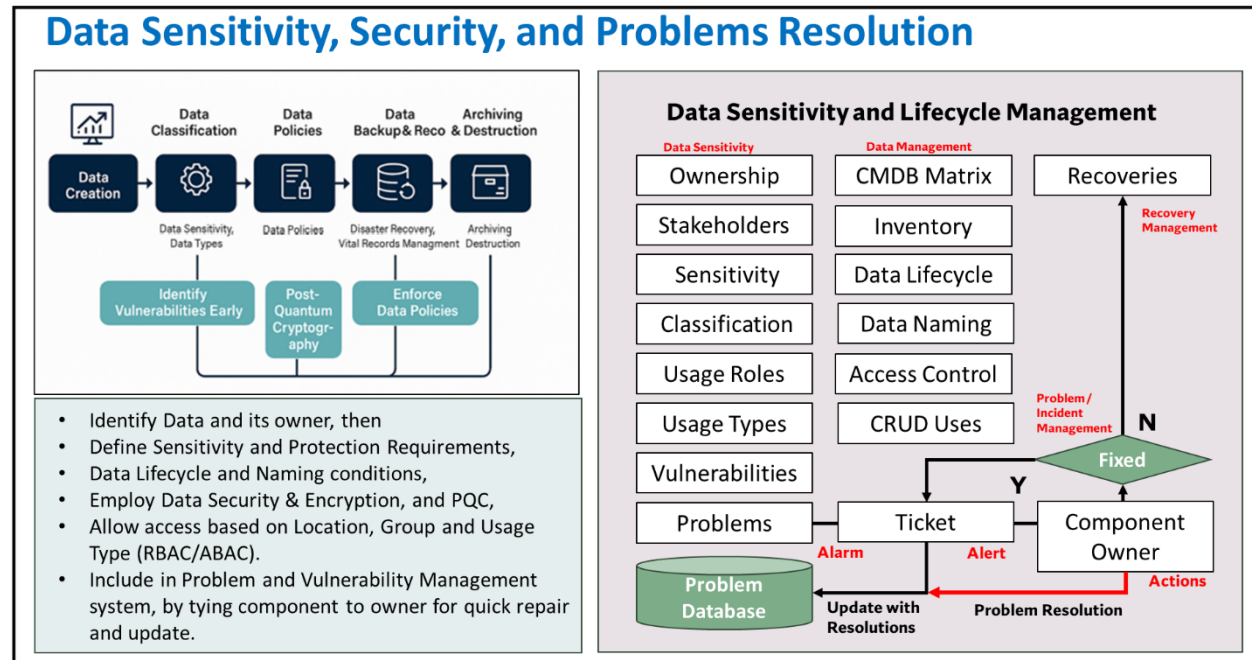 Data Sensitivity, Security, and Problems Resolution
Data
Classification
Data
Policies
Data
Backup& Reco
Archiving
& Destruction
Data
Creation
Data Sensitivity,
Data Types
Data Policies
Disaster Recovery,
Vital Records Managment
Archiving
Destruction
Identify
Vulnerabilities Early
Post-
Quantum
Cryptogr-
aphy
Enforce
Data Policies
• Identify Data and its owner, then
• Define Sensitivity and Protection Requirements,
• Data Lifecycle and Naming conditions,
• Employ Data Security & Encryption, and PQC,
• Allow access based on Location, Group and Usage
Type (RBAC/ABAC).
• Include in Problem and Vulnerability Management
system, by tying component to owner for quick repair
and update.
Data Sensitivity and Lifecycle Management
Data Sensitivity
Ownership
Stakeholders
Sensitivity
Classification
Usage Roles
Usage Types
Vulnerabilities
Problems
Data Management
CMDB Matrix
Inventory
Data Lifecycle
Data Naming
Access Control
CRUD Uses
Recoveries
Recovery
Management
Problem /
Incident
Management
N
Fixed
Y
Ticket
Component
Owner
Alarm
Alert
Actions
Problem
Database
Update with
Resolutions
Problem Resolution